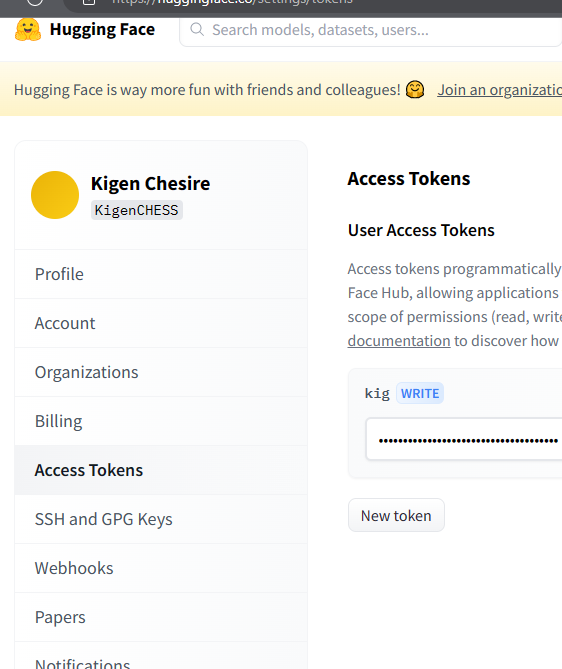 https://huggingface.co/settings/tokens
Hugging Face
Search models, datasets, users...
Hugging Face is way more fun with friends and colleagues! 🤗 Join an organizatio
Kigen Chesire
KigenCHESS
Profile
Account
Organizations
Billing
Access Tokens
SSH and GPG Keys
Webhooks
Papers
Notifications
Access Tokens
User Access Tokens
Access tokens programmatically
Face Hub, allowing applications
scope of permissions (read, write
documentation to discover how
kig WRITE
••••••••••••••••••••••••••••••••••••
New token